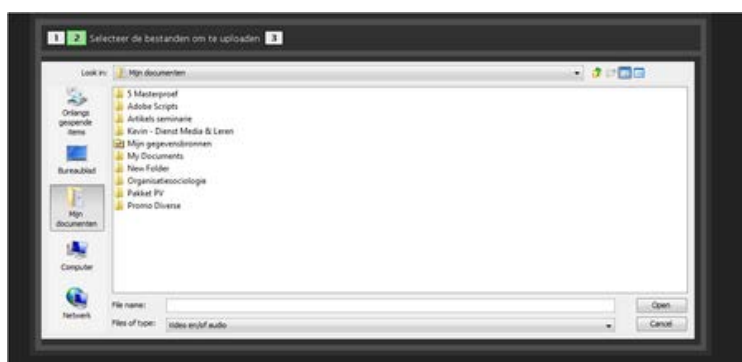 1 2 Selecteer de bestanden om te uploaden 3
Look in: Mijn documenten
Onlangs geopende items
Bureaublad
Mijn documenten
Computer
Netwerk
5 Masterproef
Adobe Scripts
Artikels seminarie
Kevin - Dienst Media & Leren
Mijn gegevensbronnen
My Documents
New Folder
Organisatiesociologie
Pakket PV
Promo Diverse
File name:
Open
Files of type: Video en/of audio
Cancel